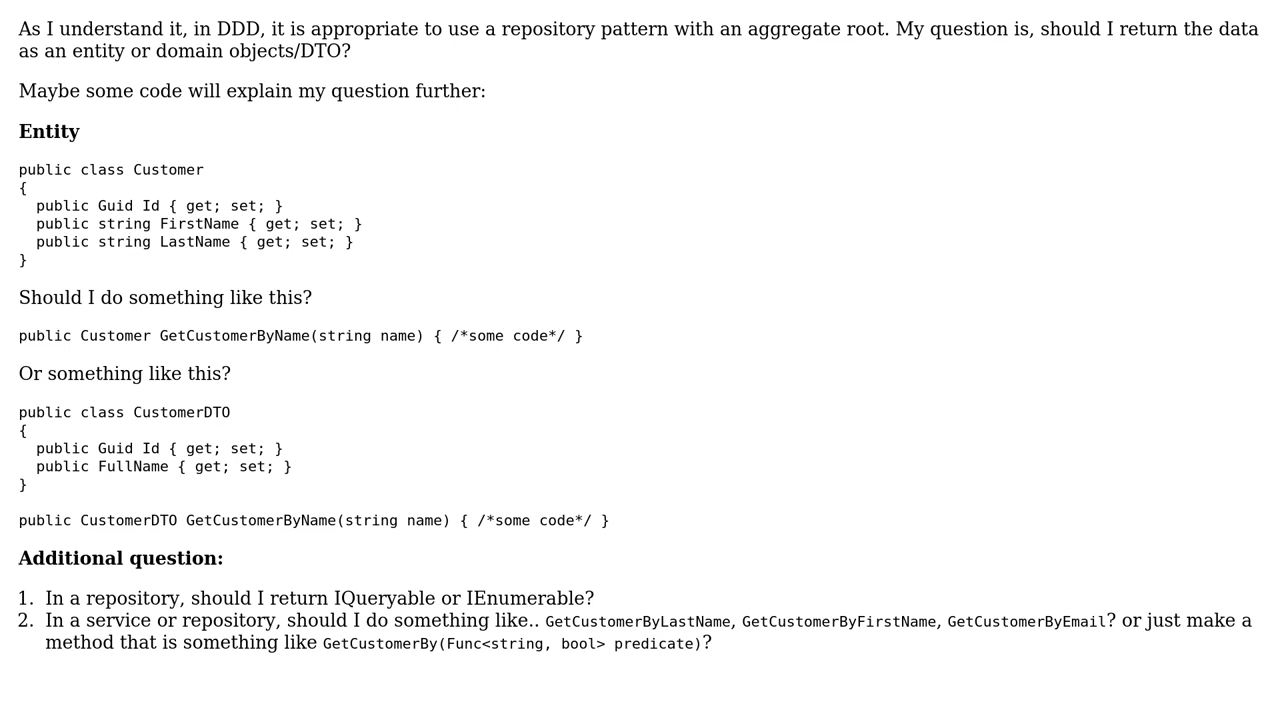 As I understand it, in DDD, it is appropriate to use a repository pattern with an aggregate root. My question is, should I return the data
as an entity or domain objects/DTO?
Maybe some code will explain my question further:
Entity
public class Customer
{
  public Guid Id { get; set; }
  public string FirstName { get; set; }
  public string LastName { get; set; }
}
Should I do something like this?
public Customer GetCustomerByName(string name) { /*some code*/ }
Or something like this?
public class CustomerDTO
{
  public Guid Id { get; set; }
  public FullName { get; set; }
}
public CustomerDTO GetCustomerByName(string name) { /*some code*/ }
Additional question:
1. In a repository, should I return IQueryable or IEnumerable?
2. In a service or repository, should I do something like.. GetCustomerByLastName, GetCustomerByFirstName, GetCustomerByEmail? or just make a
method that is something like GetCustomerBy(Func<string, bool> predicate)?